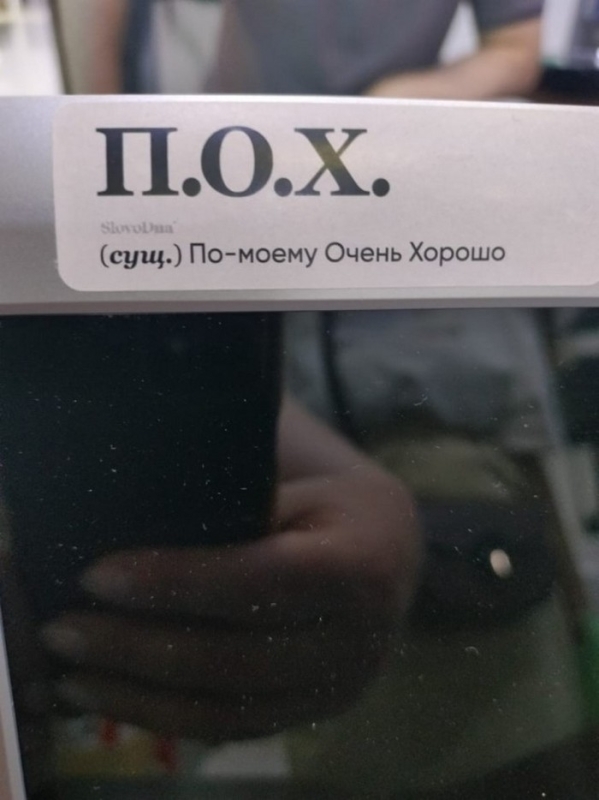 П.О.Х.
SlovoDna
(сущ.) По-моему Очень Хорошо